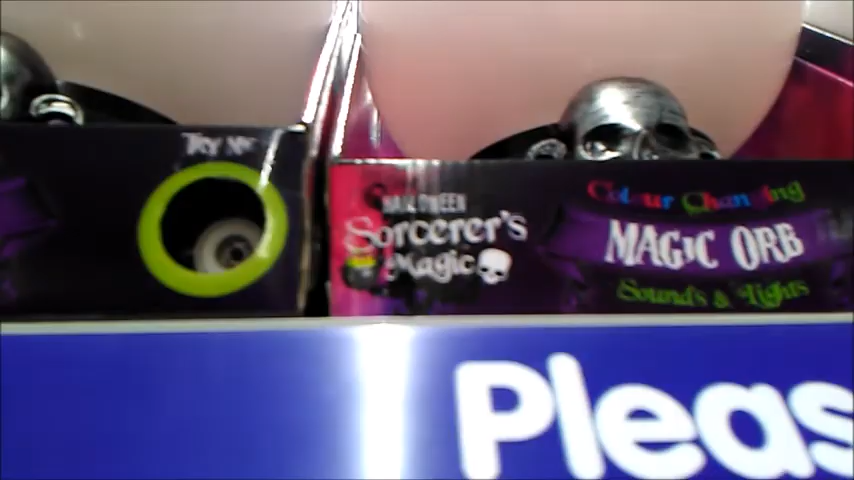 Try Me
HALLOWEEN
Sorcerer's
Magic
Colour Changing
MAGIC ORB
Sounds & Lights
Pleas